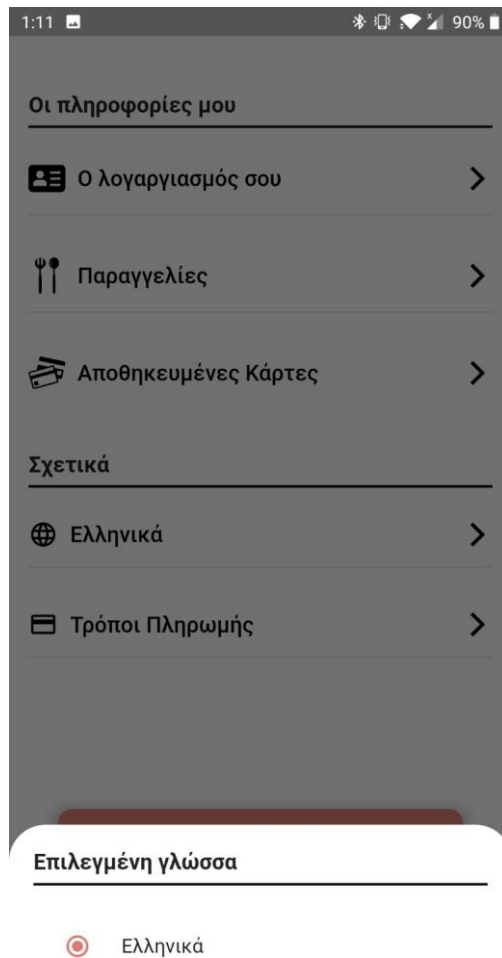 1:11
90%
Οι πληροφορίες μου
Ο λογαργιασμός σου
Παραγγελίες
Αποθηκευμένες Κάρτες
Σχετικά
Ελληνικά
Τρόποι Πληρωμής
Επιλεγμένη γλώσσα
Ελληνικά